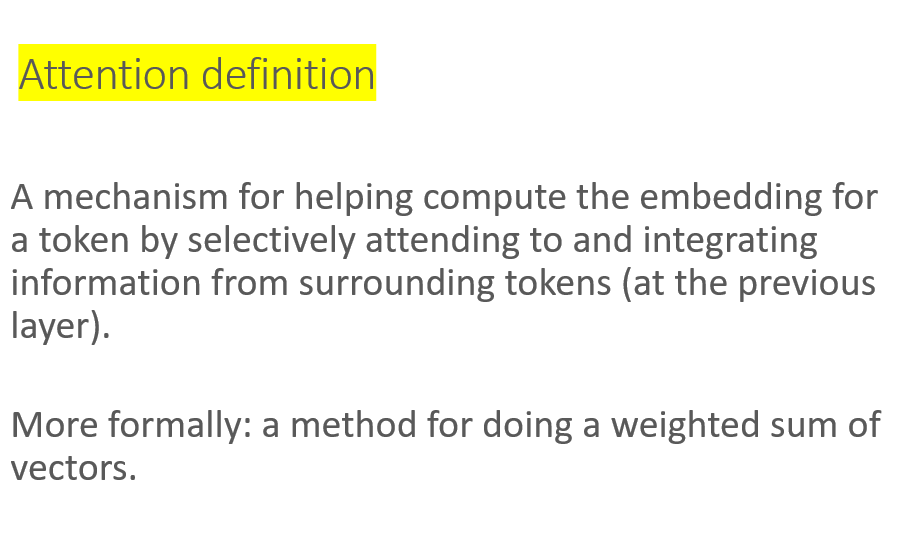 Attention definition
A mechanism for helping compute the embedding for
a token by selectively attending to and integrating
information from surrounding tokens (at the previous
layer).
More formally: a method for doing a weighted sum of
vectors.